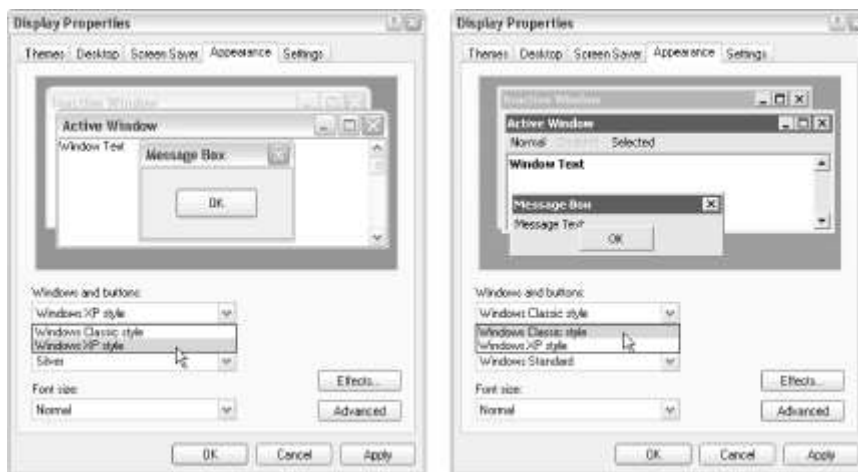 Display Properties
Themes Desktop Screen Saver Appearance Settings
Inactive Window
Active Window
Window Text
Message Box
OK
Windows and buttons:
Windows XP style
Windows Classic style
Windows XP style
Silver
Effects...
Font size:
Normal
Advanced
OK Cancel Apply
Display Properties
Themes Desktop Screen Saver Appearance Settings
Inactive Window
Active Window
Normal Disabled Selected
Window Text
Message Box
Message Text
OK
Windows and buttons:
Windows Classic style
Windows Classic style
Windows XP style
Windows Standard
Effects...
Font size:
Normal
Advanced
OK Cancel Apply